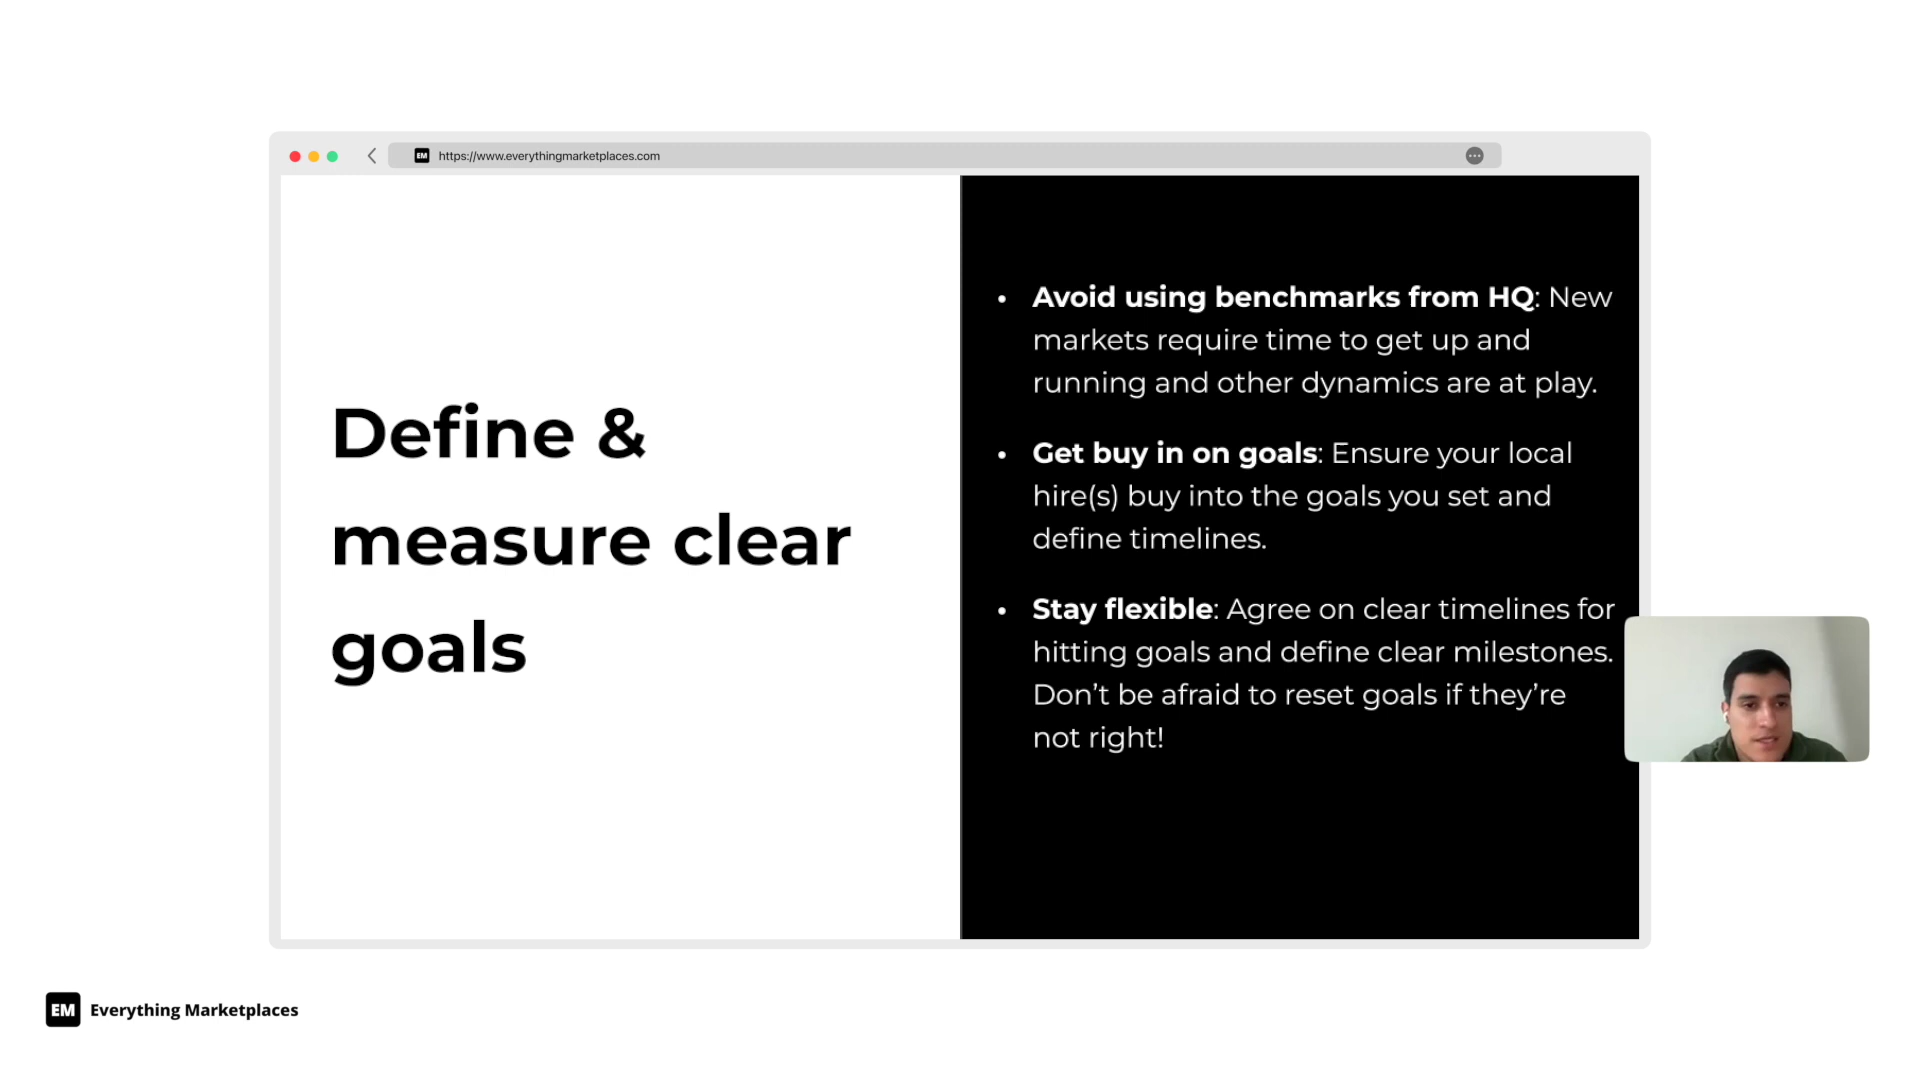 EM https://www.everythingmarketplaces.com
Define &
measure clear
goals
• Avoid using benchmarks from HQ: New
markets require time to get up and
running and other dynamics are at play.
• Get buy in on goals: Ensure your local
hire(s) buy into the goals you set and
define timelines.
• Stay flexible: Agree on clear timelines for
hitting goals and define clear milestones.
Don’t be afraid to reset goals if they’re
not right!
EM Everything Marketplaces